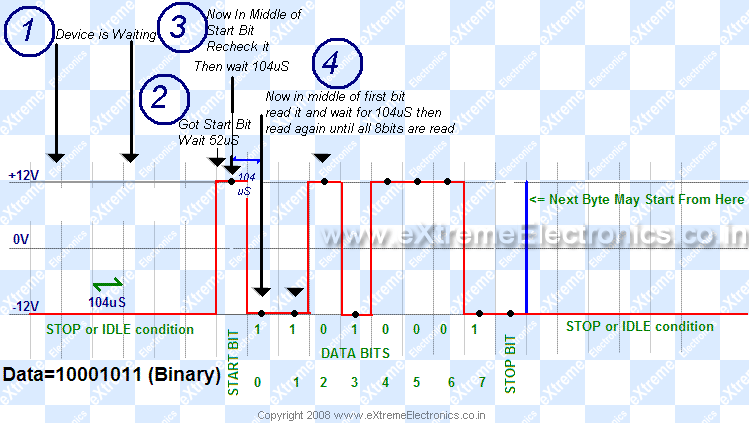 1
Device is Waiting
2
Got Start Bit
Wait 52uS
3
Now In Middle of
Start Bit
Recheck it
Then wait 104uS
4
Now in middle of first bit
read it and wait for 104uS then
read again until all 8bits are read
104
uS
+12V
0V
-12V
104uS
<= Next Byte May Start From Here
www.eXtremeElectronics.co.in
STOP or IDLE condition
START BIT
1 1 0 1 0 0 0 1
DATA BITS
0 1 2 3 4 5 6 7
STOP BIT
STOP or IDLE condition
Data=10001011 (Binary)
Copyright 2008 www.eXtremeElectronics.co.in
eXtreme
Electronics